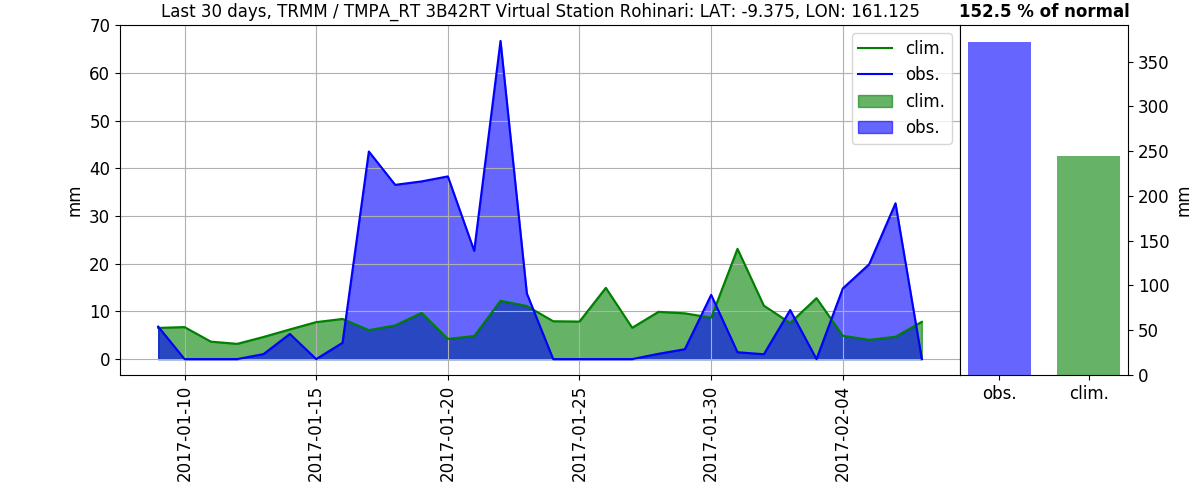 Last 30 days, TRMM / TMPA_RT 3B42RT Virtual Station Rohinari: LAT: -9.375, LON: 161.125
152.5 % of normal
70
60
50
40
30
20
10
0
mm
clim.
obs.
clim.
obs.
2017-01-10
2017-01-15
2017-01-20
2017-01-25
2017-01-30
2017-02-04
350
300
250
200
150
100
50
0
mm
obs.
clim.